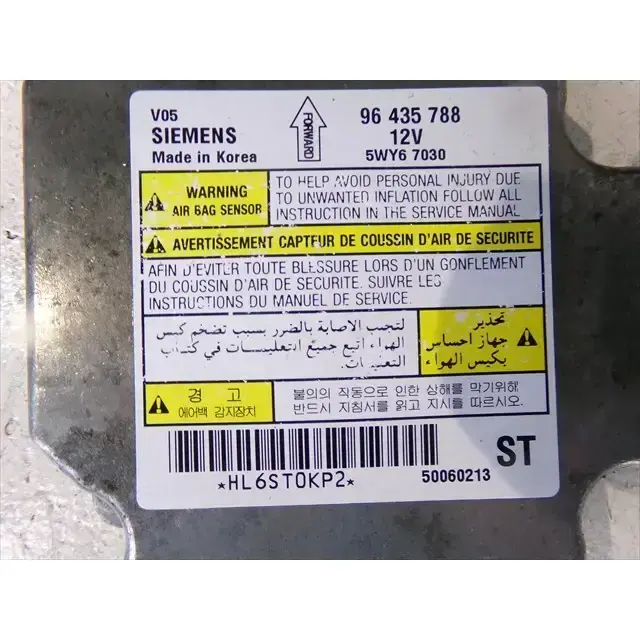 V05
SIEMENS
Made in Korea
FORWARD
96 435 788
12V
5WY6 7030
WARNING
AIR BAG SENSOR
TO HELP AVOID PERSONAL INJURY DUE
TO UNWANTED INFLATION FOLLOW ALL
INSTRUCTION IN THE SERVICE MANUAL
AVERTISSEMENT CAPTEUR DE COUSSIN D'AIR DE SECURITE
AFIN D'EVITER TOUTE BLESSURE LORS D'UN GONFLEMENT
DU COUSSIN D'AIR DE SECURITE. SUIVRE LES
INSTRUCTIONS DU MANUEL DE SERVICE.
تحذير
جهاز احساس
بكيس الهواء
لتجنب الاصابة بالضرر بسبب تضخم كيس
الهواء اتبع جميع التعليمات في كتاب
التعليمات.
경 고
에어백 감지장치
불의의 작동으로 인한 상해를 막기위해
반드시 지침서를 읽고 지시를 따르시오.
*HL6ST0KP2*
50060213
ST